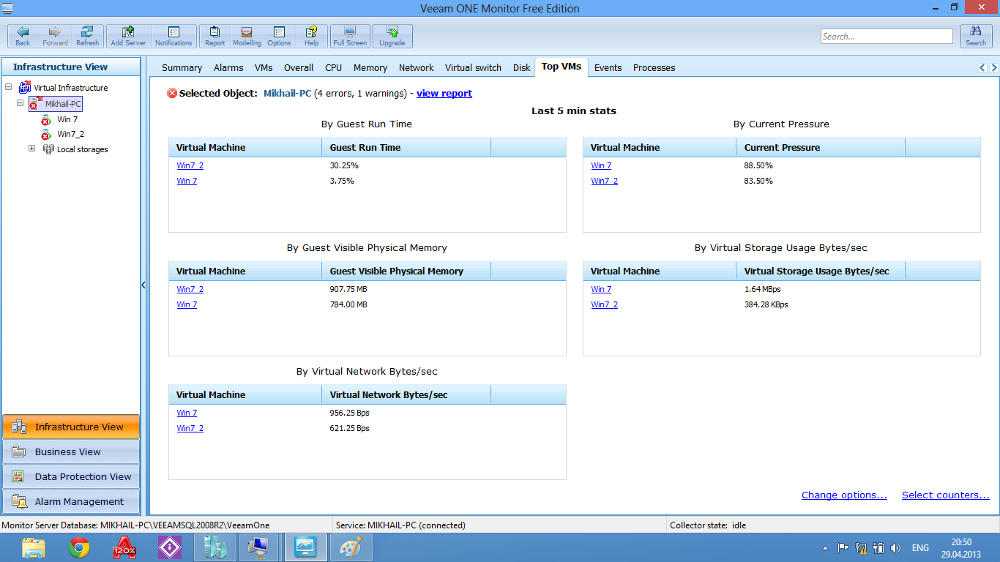 Veeam ONE Monitor Free Edition
Back Forward Refresh Add Server Notifications Report Modelling Options Help Full Screen Upgrade Search... Search
Infrastructure View
Summary Alarms VMs Overall CPU Memory Network Virtual switch Disk Top VMs Events Processes
Virtual Infrastructure
Mikhail-PC
Win 7
Win7_2
Local storages
Selected Object: Mikhail-PC (4 errors, 1 warnings) - view report
Last 5 min stats
By Guest Run Time
Virtual Machine Guest Run Time
Win7_2 30.25%
Win 7 3.75%
By Current Pressure
Virtual Machine Current Pressure
Win 7 88.50%
Win7_2 83.50%
By Guest Visible Physical Memory
Virtual Machine Guest Visible Physical Memory
Win7_2 907.75 MB
Win 7 784.00 MB
By Virtual Storage Usage Bytes/sec
Virtual Machine Virtual Storage Usage Bytes/sec
Win 7 1.64 MBps
Win7_2 384.28 KBps
By Virtual Network Bytes/sec
Virtual Machine Virtual Network Bytes/sec
Win 7 956.25 Bps
Win7_2 621.25 Bps
Change options... Select counters...
Infrastructure View
Business View
Data Protection View
Alarm Management
Monitor Server Database: MIKHAIL-PC\VEEAMSQL2008R2\VeeamOne Service: MIKHAIL-PC (connected) Collector state: idle
120%
ENG
20:50
29.04.2013